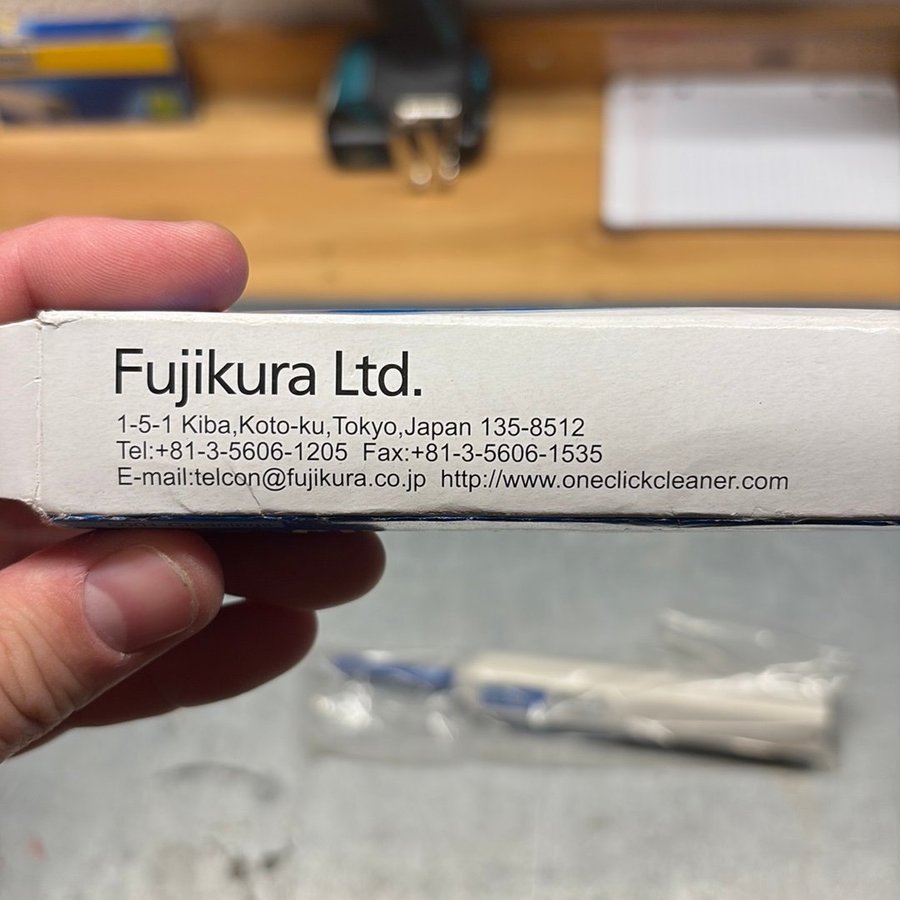 Fujikura Ltd.
1-5-1 Kiba,Koto-ku,Tokyo,Japan 135-8512
Tel:+81-3-5606-1205 Fax:+81-3-5606-1535
E-mail:telcon@fujikura.co.jp http://www.oneclickcleaner.com